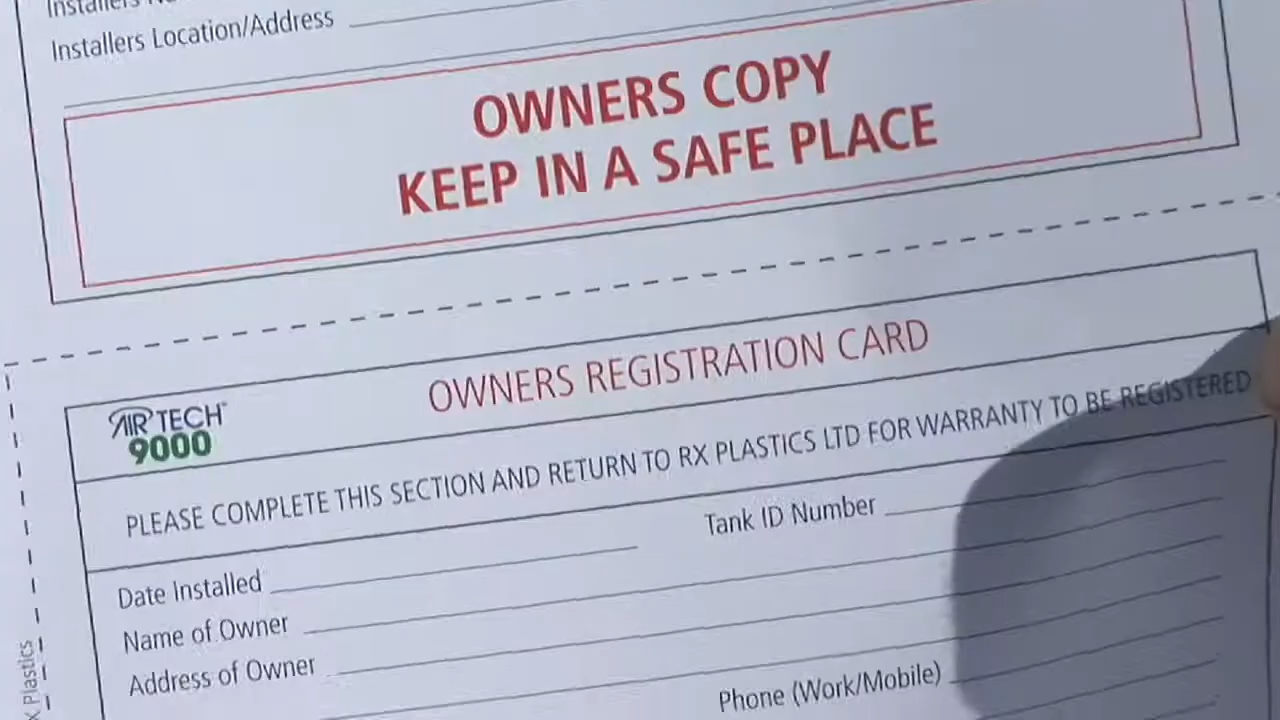 Installers
Installers Location/Address
OWNERS COPY
KEEP IN A SAFE PLACE
OWNERS REGISTRATION CARD
AIR TECH
9000
PLEASE COMPLETE THIS SECTION AND RETURN TO RX PLASTICS LTD FOR WARRANTY TO BE REGISTERED
Tank ID Number
Date Installed
Name of Owner
Address of Owner
Phone (Work/Mobile)
Plastics